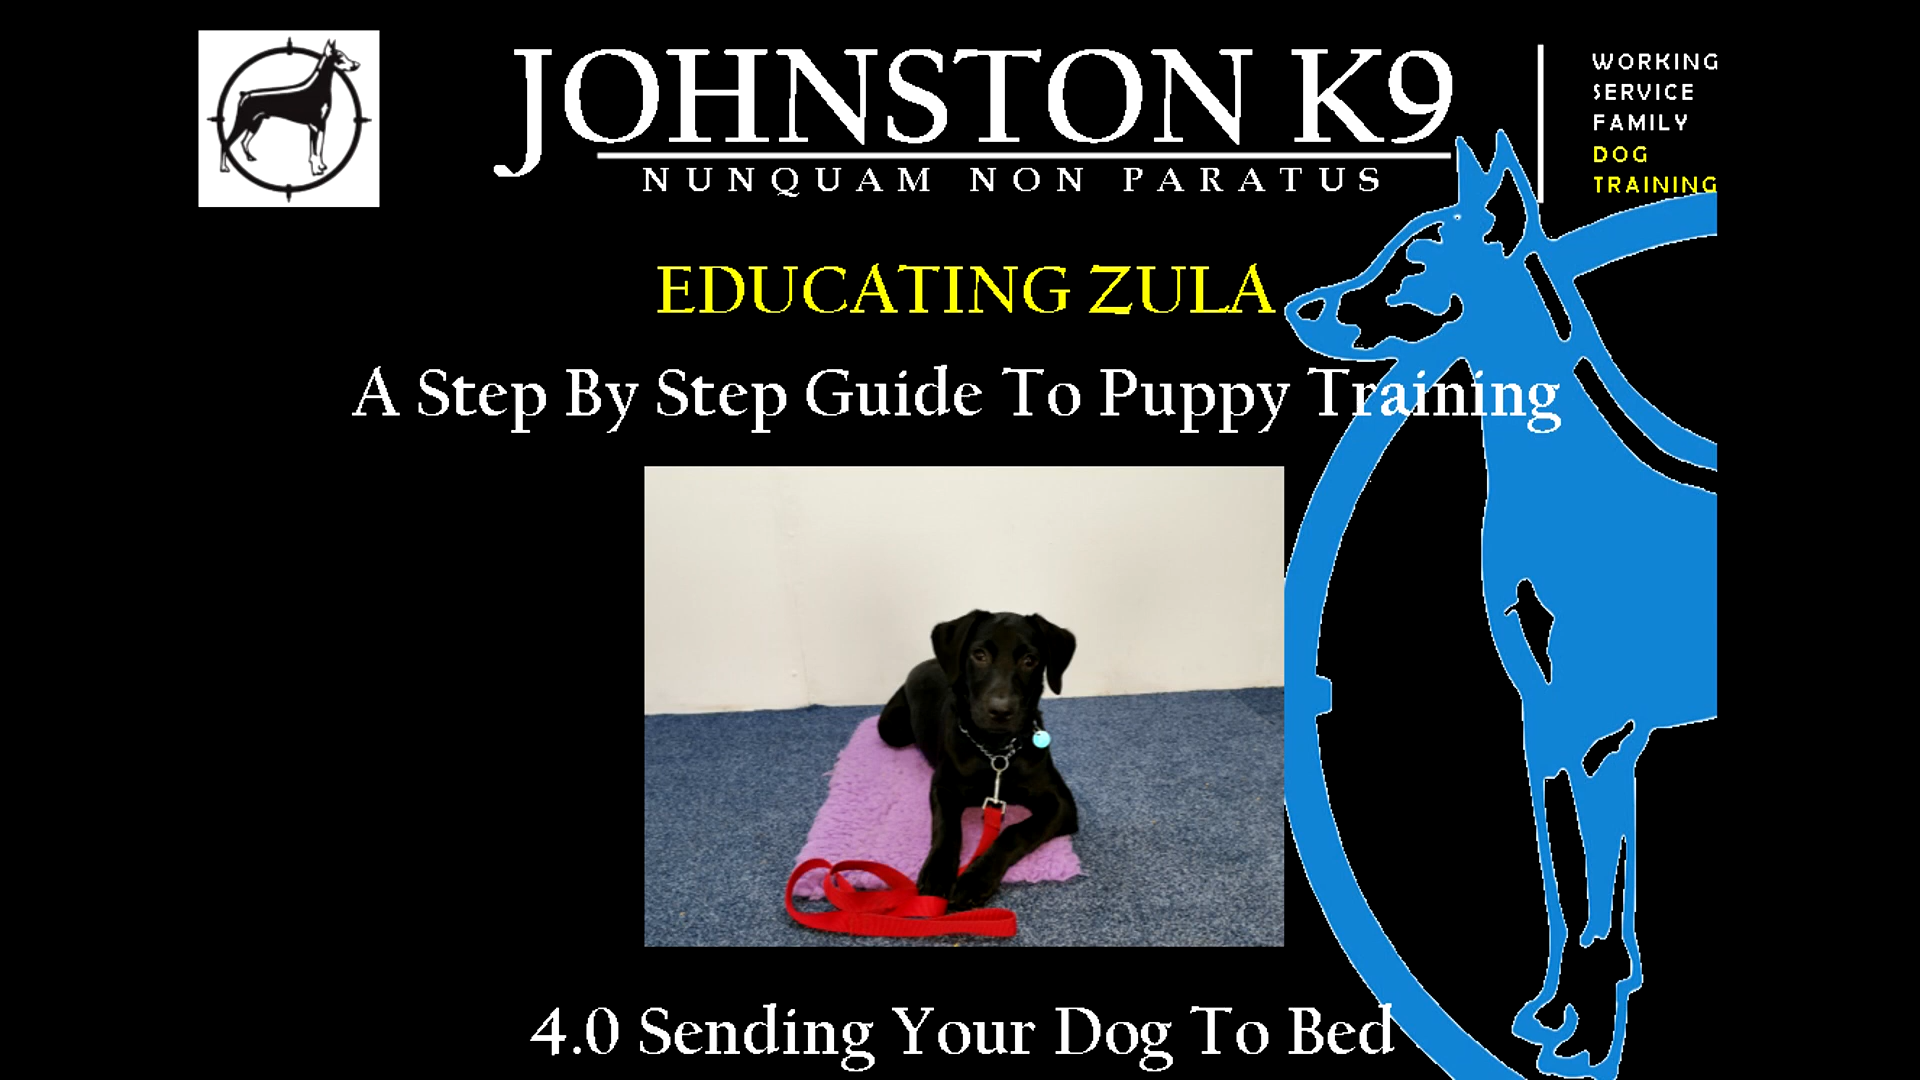 JOHNSTON K9
NUNQUAM NON PARATUS
WORKING
SERVICE
FAMILY
DOG
TRAINING
EDUCATING ZULA
A Step By Step Guide To Puppy Training
4.0 Sending Your Dog To Bed